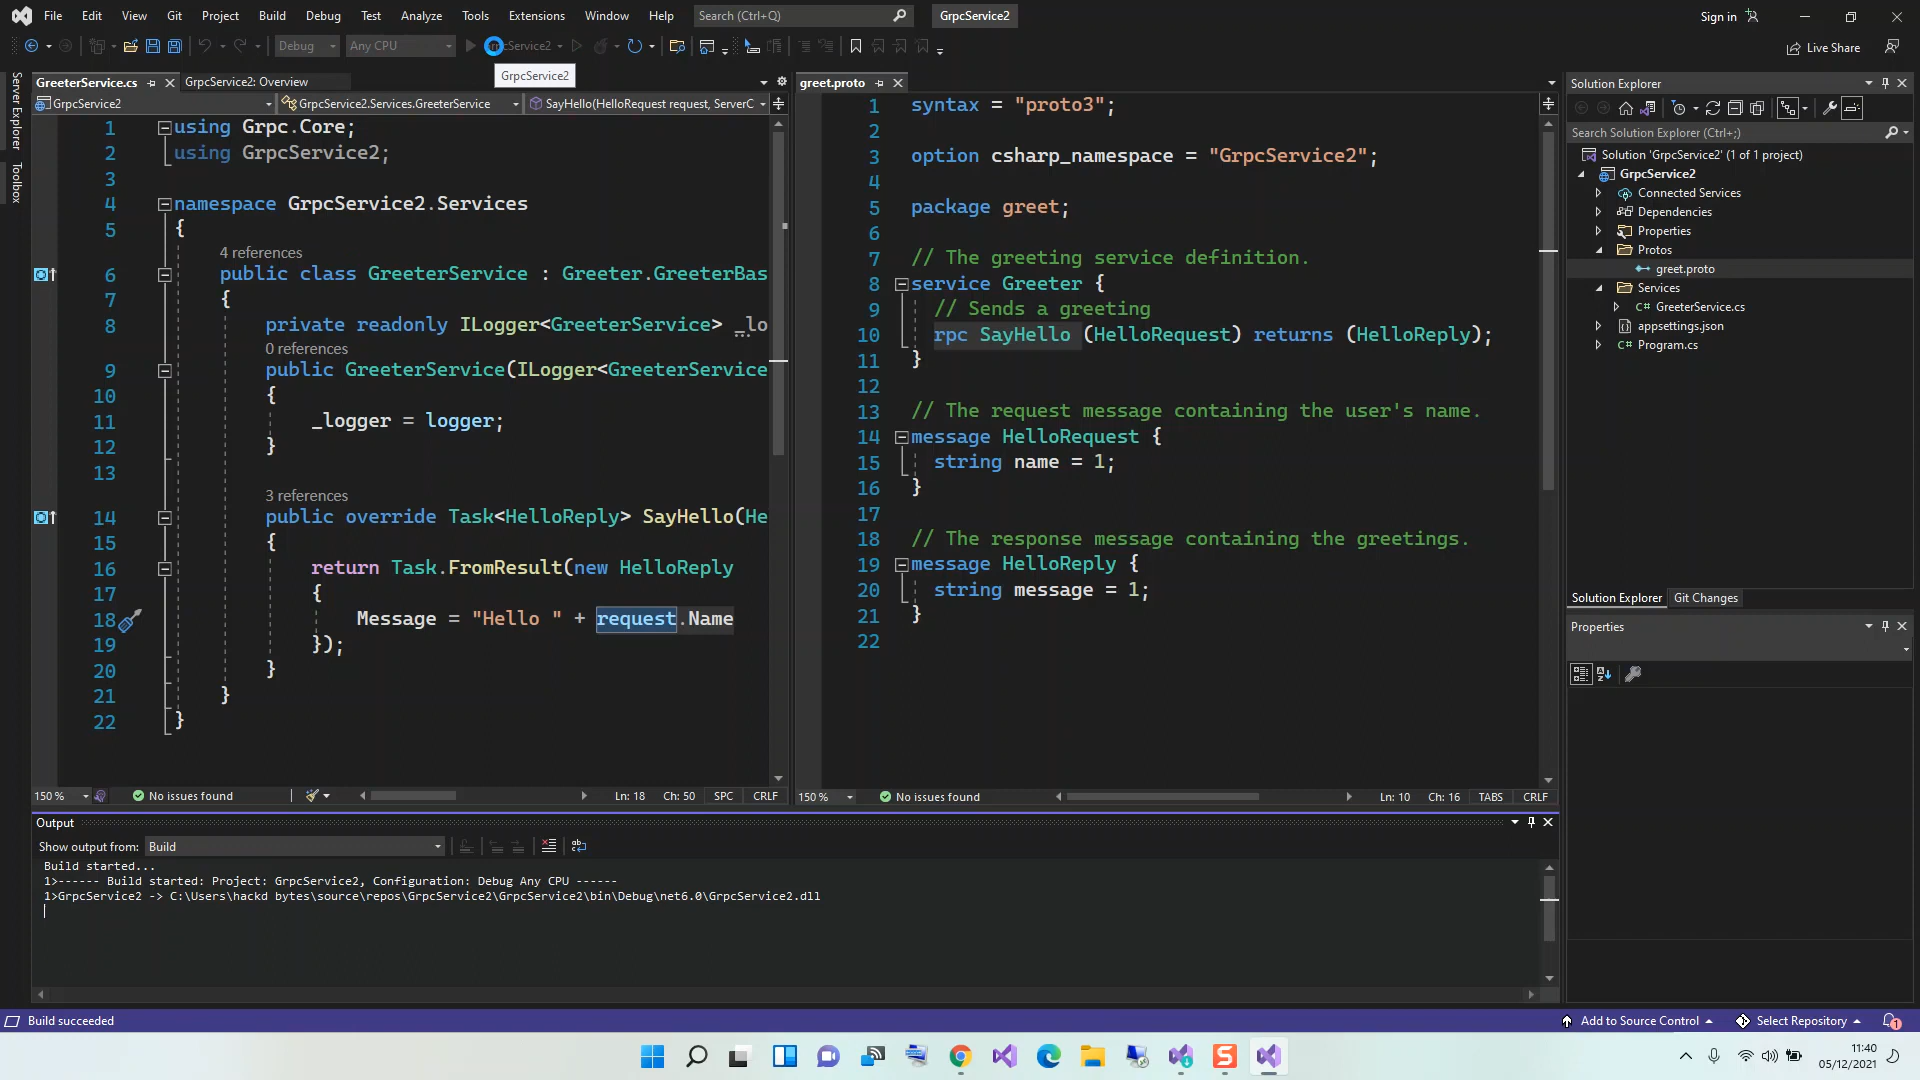 File Edit View Git Project Build Debug Test Analyze Tools Extensions Window Help Search (Ctrl+Q) GrpcService2 Sign in
Debug Any CPU GrpcService2 Live Share
GrpcService2
Server Explorer
Toolbox
GreeterService.cs GrpcService2: Overview
GrpcService2 GrpcService2.Services.GreeterService SayHello(HelloRequest request, ServerC
1 using Grpc.Core;
2 using GrpcService2;
3
4 namespace GrpcService2.Services
5 {
4 references
6 public class GreeterService : Greeter.GreeterBas
7 {
8 private readonly ILogger<GreeterService> _lo
0 references
9 public GreeterService(ILogger<GreeterService
10 {
11 _logger = logger;
12 }
13
3 references
14 public override Task<HelloReply> SayHello(He
15 {
16 return Task.FromResult(new HelloReply
17 {
18 Message = "Hello " + request.Name
19 });
20 }
21 }
22 }
150 % No issues found Ln: 18 Ch: 50 SPC CRLF
greet.proto
1 syntax = "proto3";
2
3 option csharp_namespace = "GrpcService2";
4
5 package greet;
6
7 // The greeting service definition.
8 service Greeter {
9 // Sends a greeting
10 rpc SayHello (HelloRequest) returns (HelloReply);
11 }
12
13 // The request message containing the user's name.
14 message HelloRequest {
15 string name = 1;
16 }
17
18 // The response message containing the greetings.
19 message HelloReply {
20 string message = 1;
21 }
22
150 % No issues found Ln: 10 Ch: 16 TABS CRLF
Solution Explorer
Search Solution Explorer (Ctrl+;)
Solution 'GrpcService2' (1 of 1 project)
GrpcService2
Connected Services
Dependencies
Properties
Protos
greet.proto
Services
C# GreeterService.cs
appsettings.json
C# Program.cs
Solution Explorer Git Changes
Properties
Output
Show output from: Build
Build started...
1>------ Build started: Project: GrpcService2, Configuration: Debug Any CPU ------
1>GrpcService2 -> C:\Users\hackd bytes\source\repos\GrpcService2\GrpcService2\bin\Debug\net6.0\GrpcService2.dll
Build succeeded Add to Source Control Select Repository 1
11:40
05/12/2021